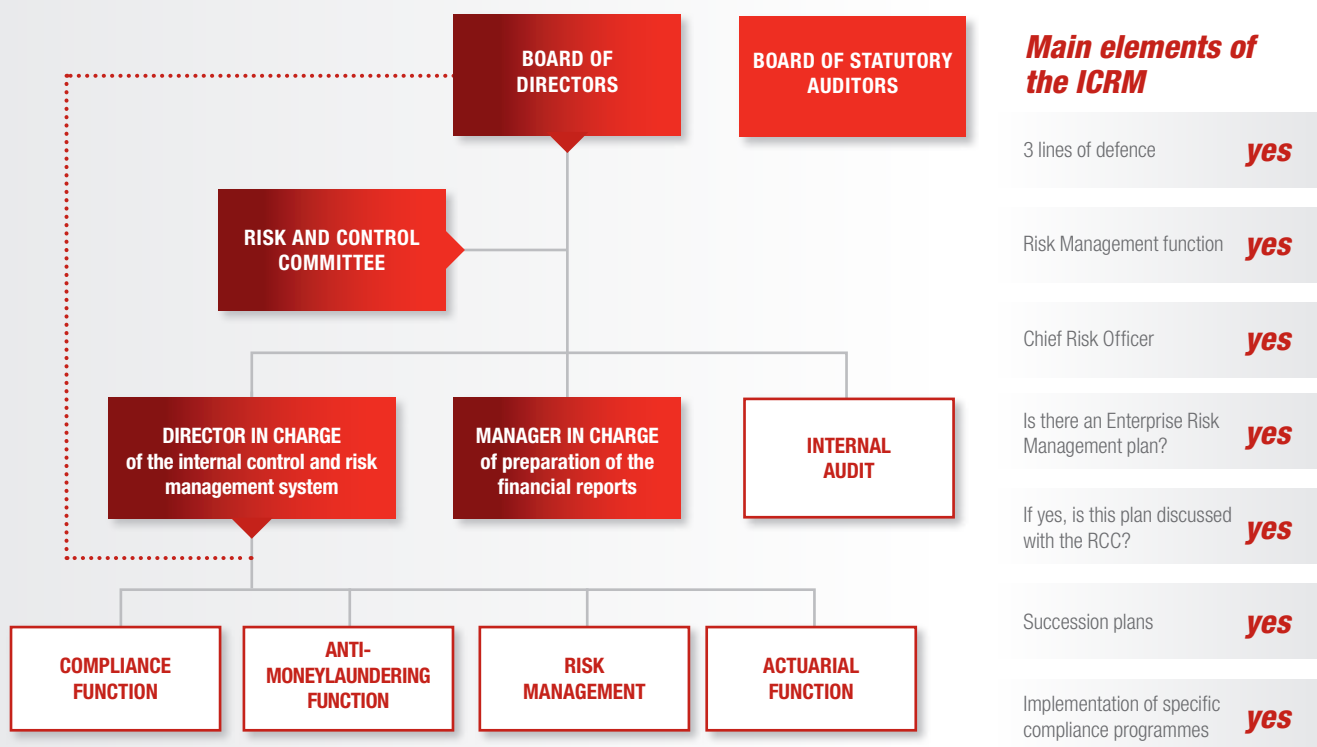 BOARD OF
DIRECTORS
BOARD OF STATUTORY
AUDITORS
RISK AND CONTROL
COMMITTEE
DIRECTOR IN CHARGE
of the internal control and risk
management system
MANAGER IN CHARGE
of preparation of the
financial reports
INTERNAL
AUDIT
COMPLIANCE
FUNCTION
ANTI-
MONEYLAUNDERING
FUNCTION
RISK
MANAGEMENT
ACTUARIAL
FUNCTION
Main elements of
the ICRM
3 lines of defence yes
Risk Management function yes
Chief Risk Officer yes
Is there an Enterprise Risk
Management plan? yes
If yes, is this plan discussed
with the RCC? yes
Succession plans yes
Implementation of specific
compliance programmes yes